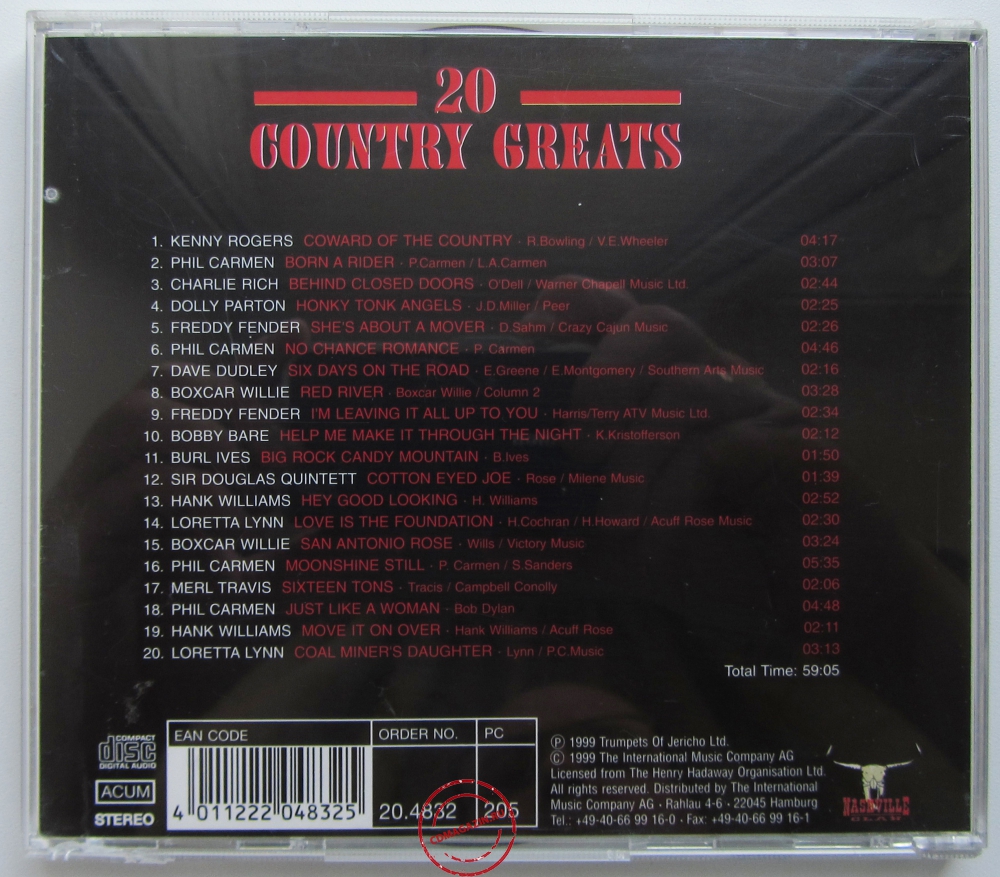 20
COUNTRY GREATS
1. KENNY ROGERS COWARD OF THE COUNTRY · R.Bowling / V.E.Wheeler 04:17
2. PHIL CARMEN BORN A RIDER · P.Carmen / L.A.Carmen 03:07
3. CHARLIE RICH BEHIND CLOSED DOORS · O'Dell / Warner Chapell Music Ltd. 02:44
4. DOLLY PARTON HONKY TONK ANGELS · J.D.Miller / Peer 02:25
5. FREDDY FENDER SHE'S ABOUT A MOVER · D.Sahm / Crazy Cajun Music 02:26
6. PHIL CARMEN NO CHANCE ROMANCE · P. Carmen 04:46
7. DAVE DUDLEY SIX DAYS ON THE ROAD · E.Greene / E.Montgomery / Southern Arts Music 02:16
8. BOXCAR WILLIE RED RIVER · Boxcar Willie / Column 2 03:28
9. FREDDY FENDER I'M LEAVING IT ALL UP TO YOU · Harris/Terry ATV Music Ltd. 02:34
10. BOBBY BARE HELP ME MAKE IT THROUGH THE NIGHT · K.Kristofferson 02:12
11. BURL IVES BIG ROCK CANDY MOUNTAIN · B.Ives 01:50
12. SIR DOUGLAS QUINTETT COTTON EYED JOE · Rose / Milene Music 01:39
13. HANK WILLIAMS HEY GOOD LOOKING · H. Williams 02:52
14. LORETTA LYNN LOVE IS THE FOUNDATION · H.Cochran / H.Howard / Acuff Rose Music 02:30
15. BOXCAR WILLIE SAN ANTONIO ROSE · Wills / Victory Music 03:24
16. PHIL CARMEN MOONSHINE STILL · P. Carmen / S.Sanders 05:35
17. MERL TRAVIS SIXTEEN TONS · Tracis / Campbell Conolly 02:06
18. PHIL CARMEN JUST LIKE A WOMAN · Bob Dylan 04:48
19. HANK WILLIAMS MOVE IT ON OVER · Hank Williams / Acuff Rose 02:11
20. LORETTA LYNN COAL MINER'S DAUGHTER · Lynn / P.C.Music 03:13
Total Time: 59:05
COMPACT
disc
DIGITAL AUDIO
ACUM
STEREO
EAN CODE ORDER NO. PC
4 011222 048325 20.4832 205
Ⓟ 1999 Trumpets Of Jericho Ltd.
© 1999 The International Music Company AG
Licensed from The Henry Hadaway Organisation Ltd.
All rights reserved. Distributed by The International
Music Company AG · Rahlau 4-6 · 22045 Hamburg
Tel.: +49-40-66 99 16-0 · Fax: +49-40-66 99 16-1
NASHVILLE